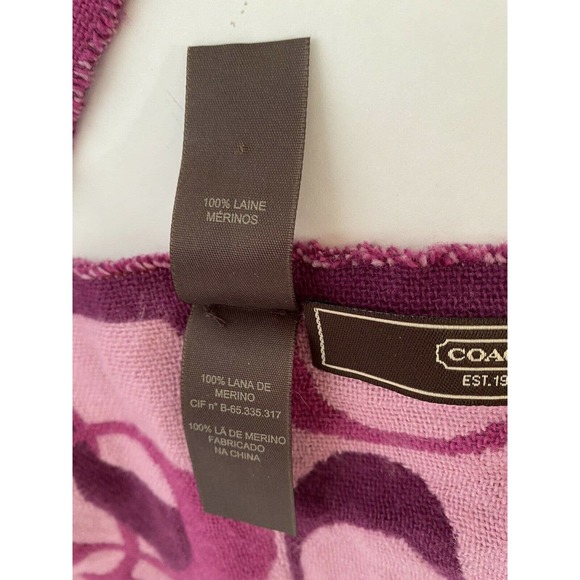 100% LAINE
MÉRINOS
100% LANA DE
MERINO
CIF nº B-65.335.317
100% LÃ DE MERINO
FABRICADO
NA CHINA
COAC
EST. 19